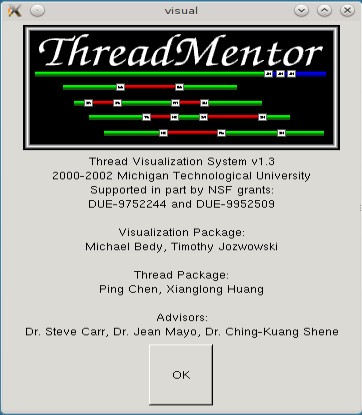 visual
ThreadMentor
Thread Visualization System v1.3
2000-2002 Michigan Technological University
Supported in part by NSF grants:
DUE-9752244 and DUE-9952509
Visualization Package:
Michael Bedy, Timothy Jozwowski
Thread Package:
Ping Chen, Xianglong Huang
Advisors:
Dr. Steve Carr, Dr. Jean Mayo, Dr. Ching-Kuang Shene
OK